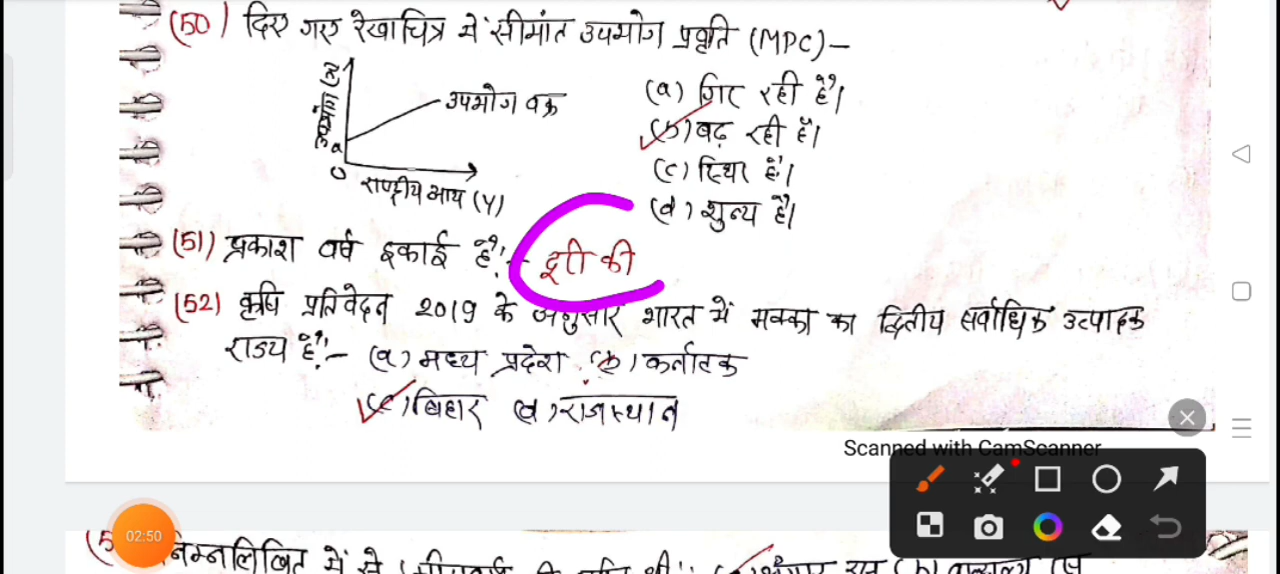 (50) दिए गए रेखाचित्र में सीमांत उपभोग प्रवृति (MPC)–
उपभोग वक्र
a
0
राष्ट्रीय आय (Y)
(a) गिर रही है।
(b) बढ़ रही है।
(c) स्थिर है।
(d) शून्य है।
(51) प्रकाश वर्ष इकाई है:- दूरी की
(52) कृषि प्रतिवेदन 2019 के अनुसार भारत में मक्का का द्वितीय सर्वाधिक उत्पादक
राज्य है:– (a) मध्य प्रदेश (b) कर्नाटक
(c) बिहार (d) राजस्थान
Scanned with CamScanner
02:50
निम्नलिखित में से